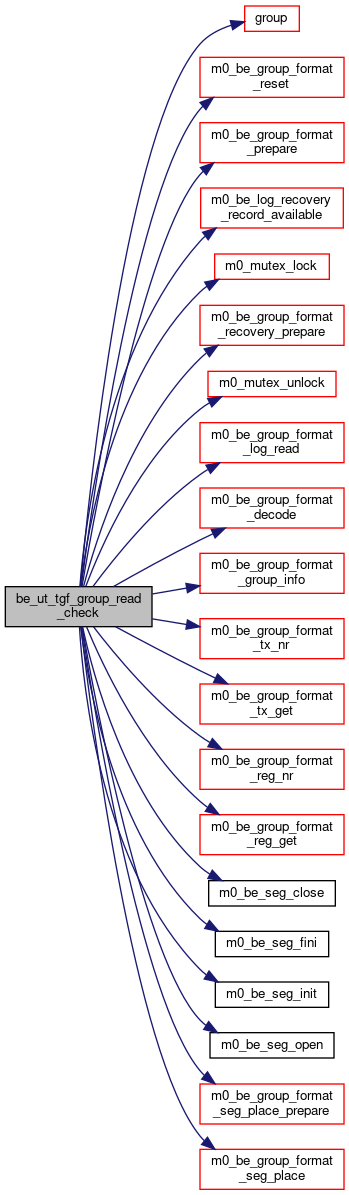 group
m0_be_group_format
_reset
m0_be_group_format
_prepare
m0_be_log_recovery
_record_available
m0_mutex_lock
m0_be_group_format
_recovery_prepare
m0_mutex_unlock
m0_be_group_format
_log_read
m0_be_group_format
_decode
m0_be_group_format
_group_info
be_ut_tgf_group_read
_check
m0_be_group_format
_tx_nr
m0_be_group_format
_tx_get
m0_be_group_format
_reg_nr
m0_be_group_format
_reg_get
m0_be_seg_close
m0_be_seg_fini
m0_be_seg_init
m0_be_seg_open
m0_be_group_format
_seg_place_prepare
m0_be_group_format
_seg_place